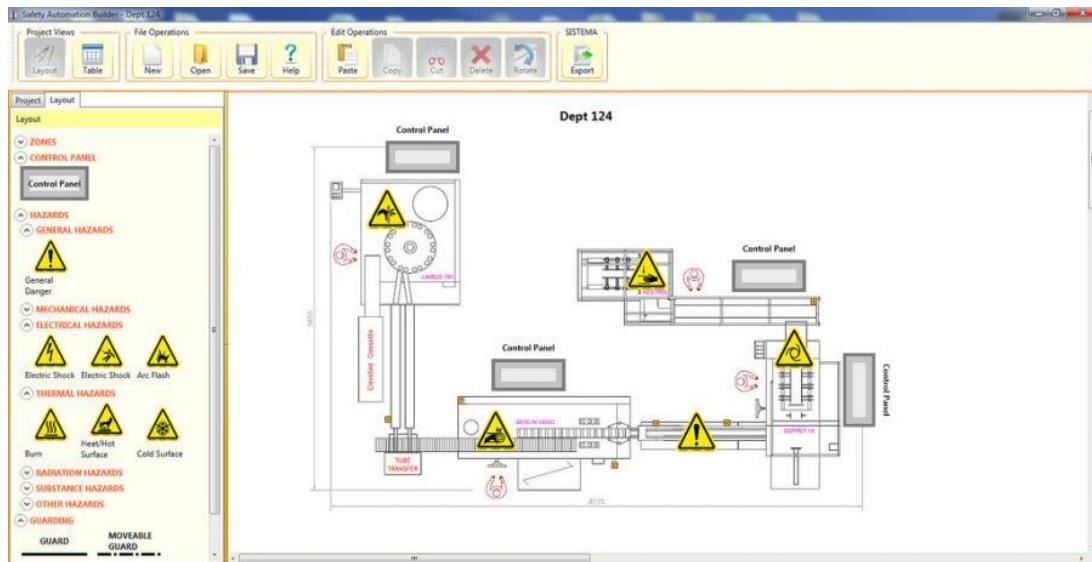 Safety Automation Builder - Dept 124
Project Views
File Operations
Edit Operations
SISTEMA
Layout
Table
New
Open
Save
Help
Paste
Copy
Cut
Delete
Rotate
Export
Project
Layout
Layout
ZONES
CONTROL PANEL
Control Panel
HAZARDS
GENERAL HAZARDS
General
Danger
MECHANICAL HAZARDS
ELECTRICAL HAZARDS
Electric Shock
Electric Shock
Arc Flash
THERMAL HAZARDS
Burn
Heat/Hot
Surface
Cold Surface
RADIATION HAZARDS
SUBSTANCE HAZARDS
OTHER HAZARDS
GUARDING
GUARD
MOVEABLE
GUARD
Dept 124
Control Panel
Control Panel
Control Panel
Control Panel
Elevated Conveyor
TUBE
TRANSFER